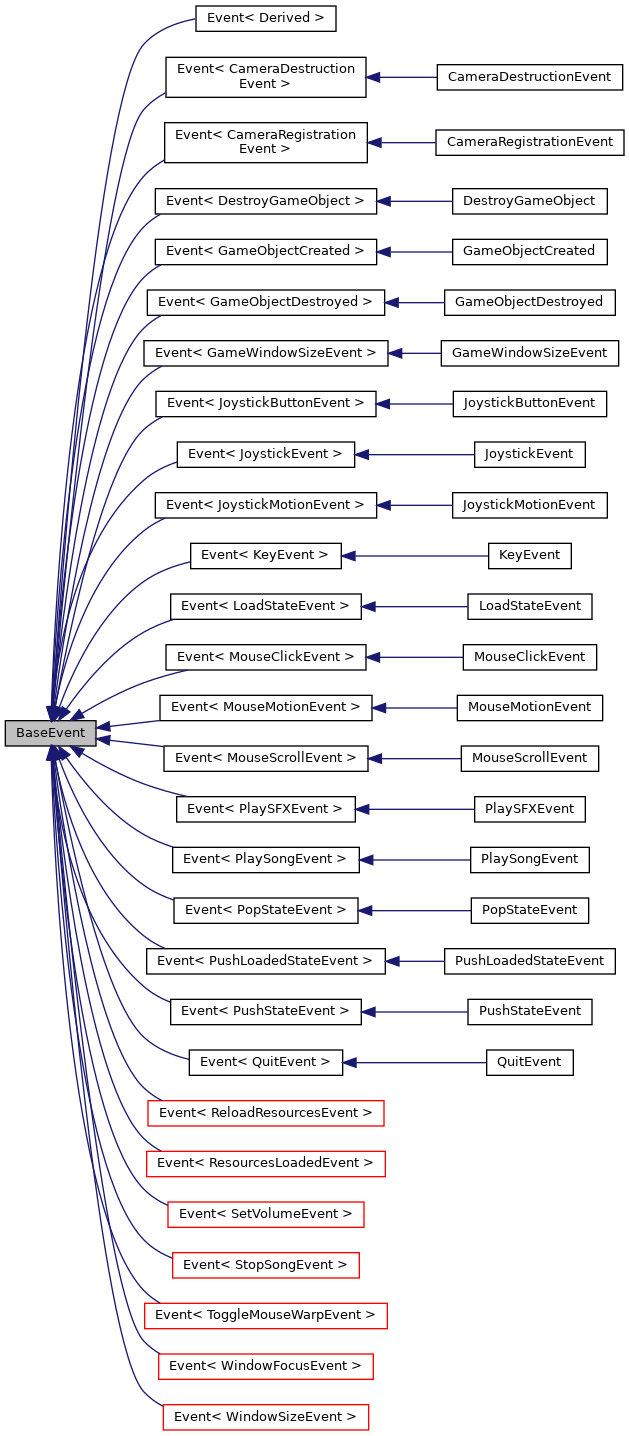 Event< Derived >
Event< CameraDestruction
Event >
CameraDestructionEvent
Event< CameraRegistration
Event >
CameraRegistrationEvent
Event< DestroyGameObject >
DestroyGameObject
Event< GameObjectCreated >
GameObjectCreated
Event< GameObjectDestroyed >
GameObjectDestroyed
Event< GameWindowSizeEvent >
GameWindowSizeEvent
Event< JoystickButtonEvent >
JoystickButtonEvent
Event< JoystickEvent >
JoystickEvent
Event< JoystickMotionEvent >
JoystickMotionEvent
Event< KeyEvent >
KeyEvent
Event< LoadStateEvent >
LoadStateEvent
Event< MouseClickEvent >
MouseClickEvent
Event< MouseMotionEvent >
MouseMotionEvent
BaseEvent
Event< MouseScrollEvent >
MouseScrollEvent
Event< PlaySFXEvent >
PlaySFXEvent
Event< PlaySongEvent >
PlaySongEvent
Event< PopStateEvent >
PopStateEvent
Event< PushLoadedStateEvent >
PushLoadedStateEvent
Event< PushStateEvent >
PushStateEvent
Event< QuitEvent >
QuitEvent
Event< ReloadResourcesEvent >
Event< ResourcesLoadedEvent >
Event< SetVolumeEvent >
Event< StopSongEvent >
Event< ToggleMouseWarpEvent >
Event< WindowFocusEvent >
Event< WindowSizeEvent >